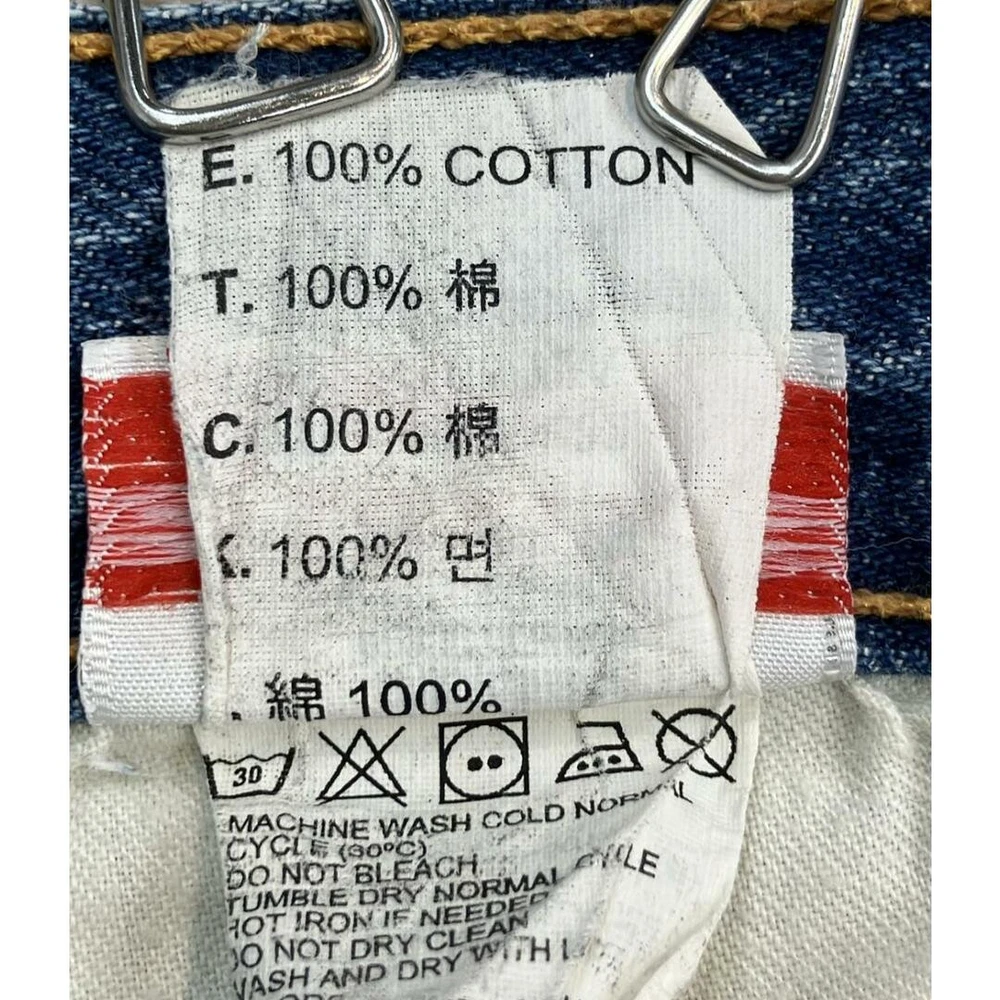 E. 100% COTTON
T. 100% 棉
C. 100% 棉
K. 100% 면
綿 100%
30
MACHINE WASH COLD NORMAL
CYCLE (30°C)
DO NOT BLEACH
TUMBLE DRY NORMAL CYCLE
HOT IRON IF NEEDED
DO NOT DRY CLEAN
WASH AND DRY WITH